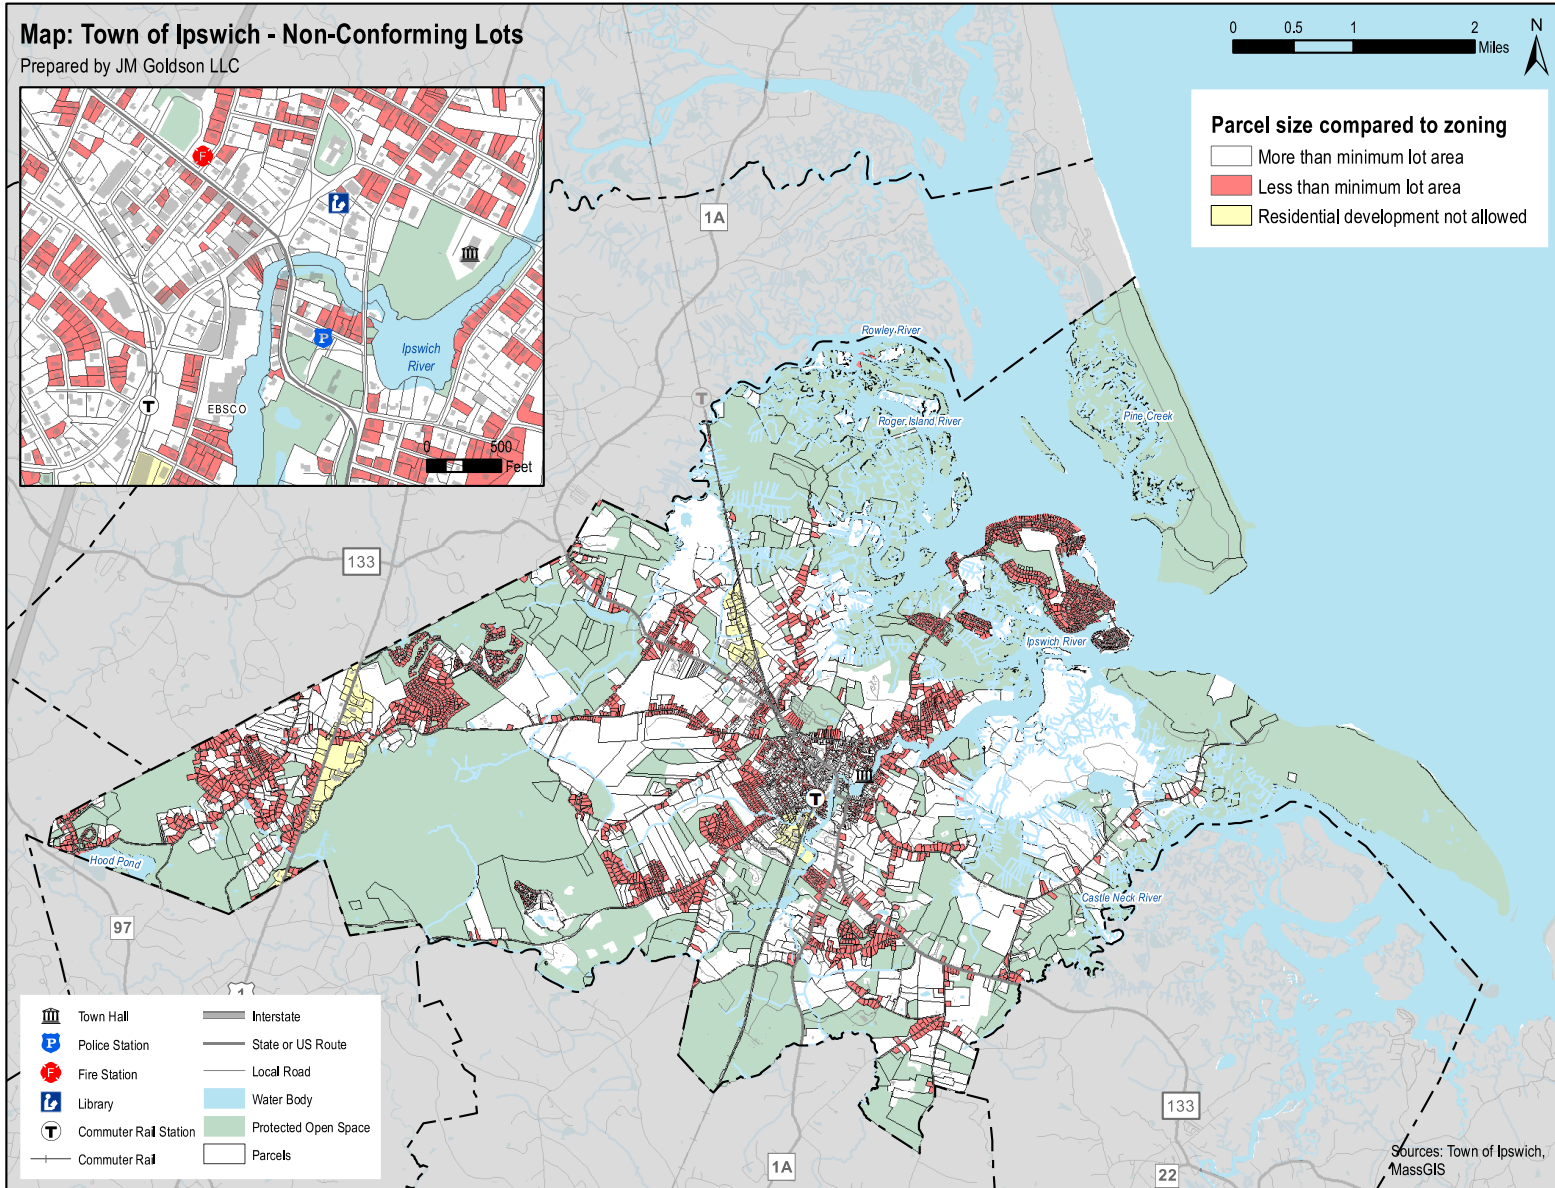 Map: Town of Ipswich - Non-Conforming Lots
Prepared by JM Goldson LLC
0 0.5 1 2
Miles
N
Parcel size compared to zoning
More than minimum lot area
Less than minimum lot area
Residential development not allowed
F
P
Ipswich
River
T
EBSCO
0 500
Feet
1A
Rowley River
T
Roger Island River
Pine Creek
133
Ipswich River
T
Hood Pond
Castle Neck River
97
1
Town Hall
P Police Station
F Fire Station
Library
T Commuter Rail Station
Commuter Rail
Interstate
State or US Route
Local Road
Water Body
Protected Open Space
Parcels
133
1A
22
Sources: Town of Ipswich,
MassGIS